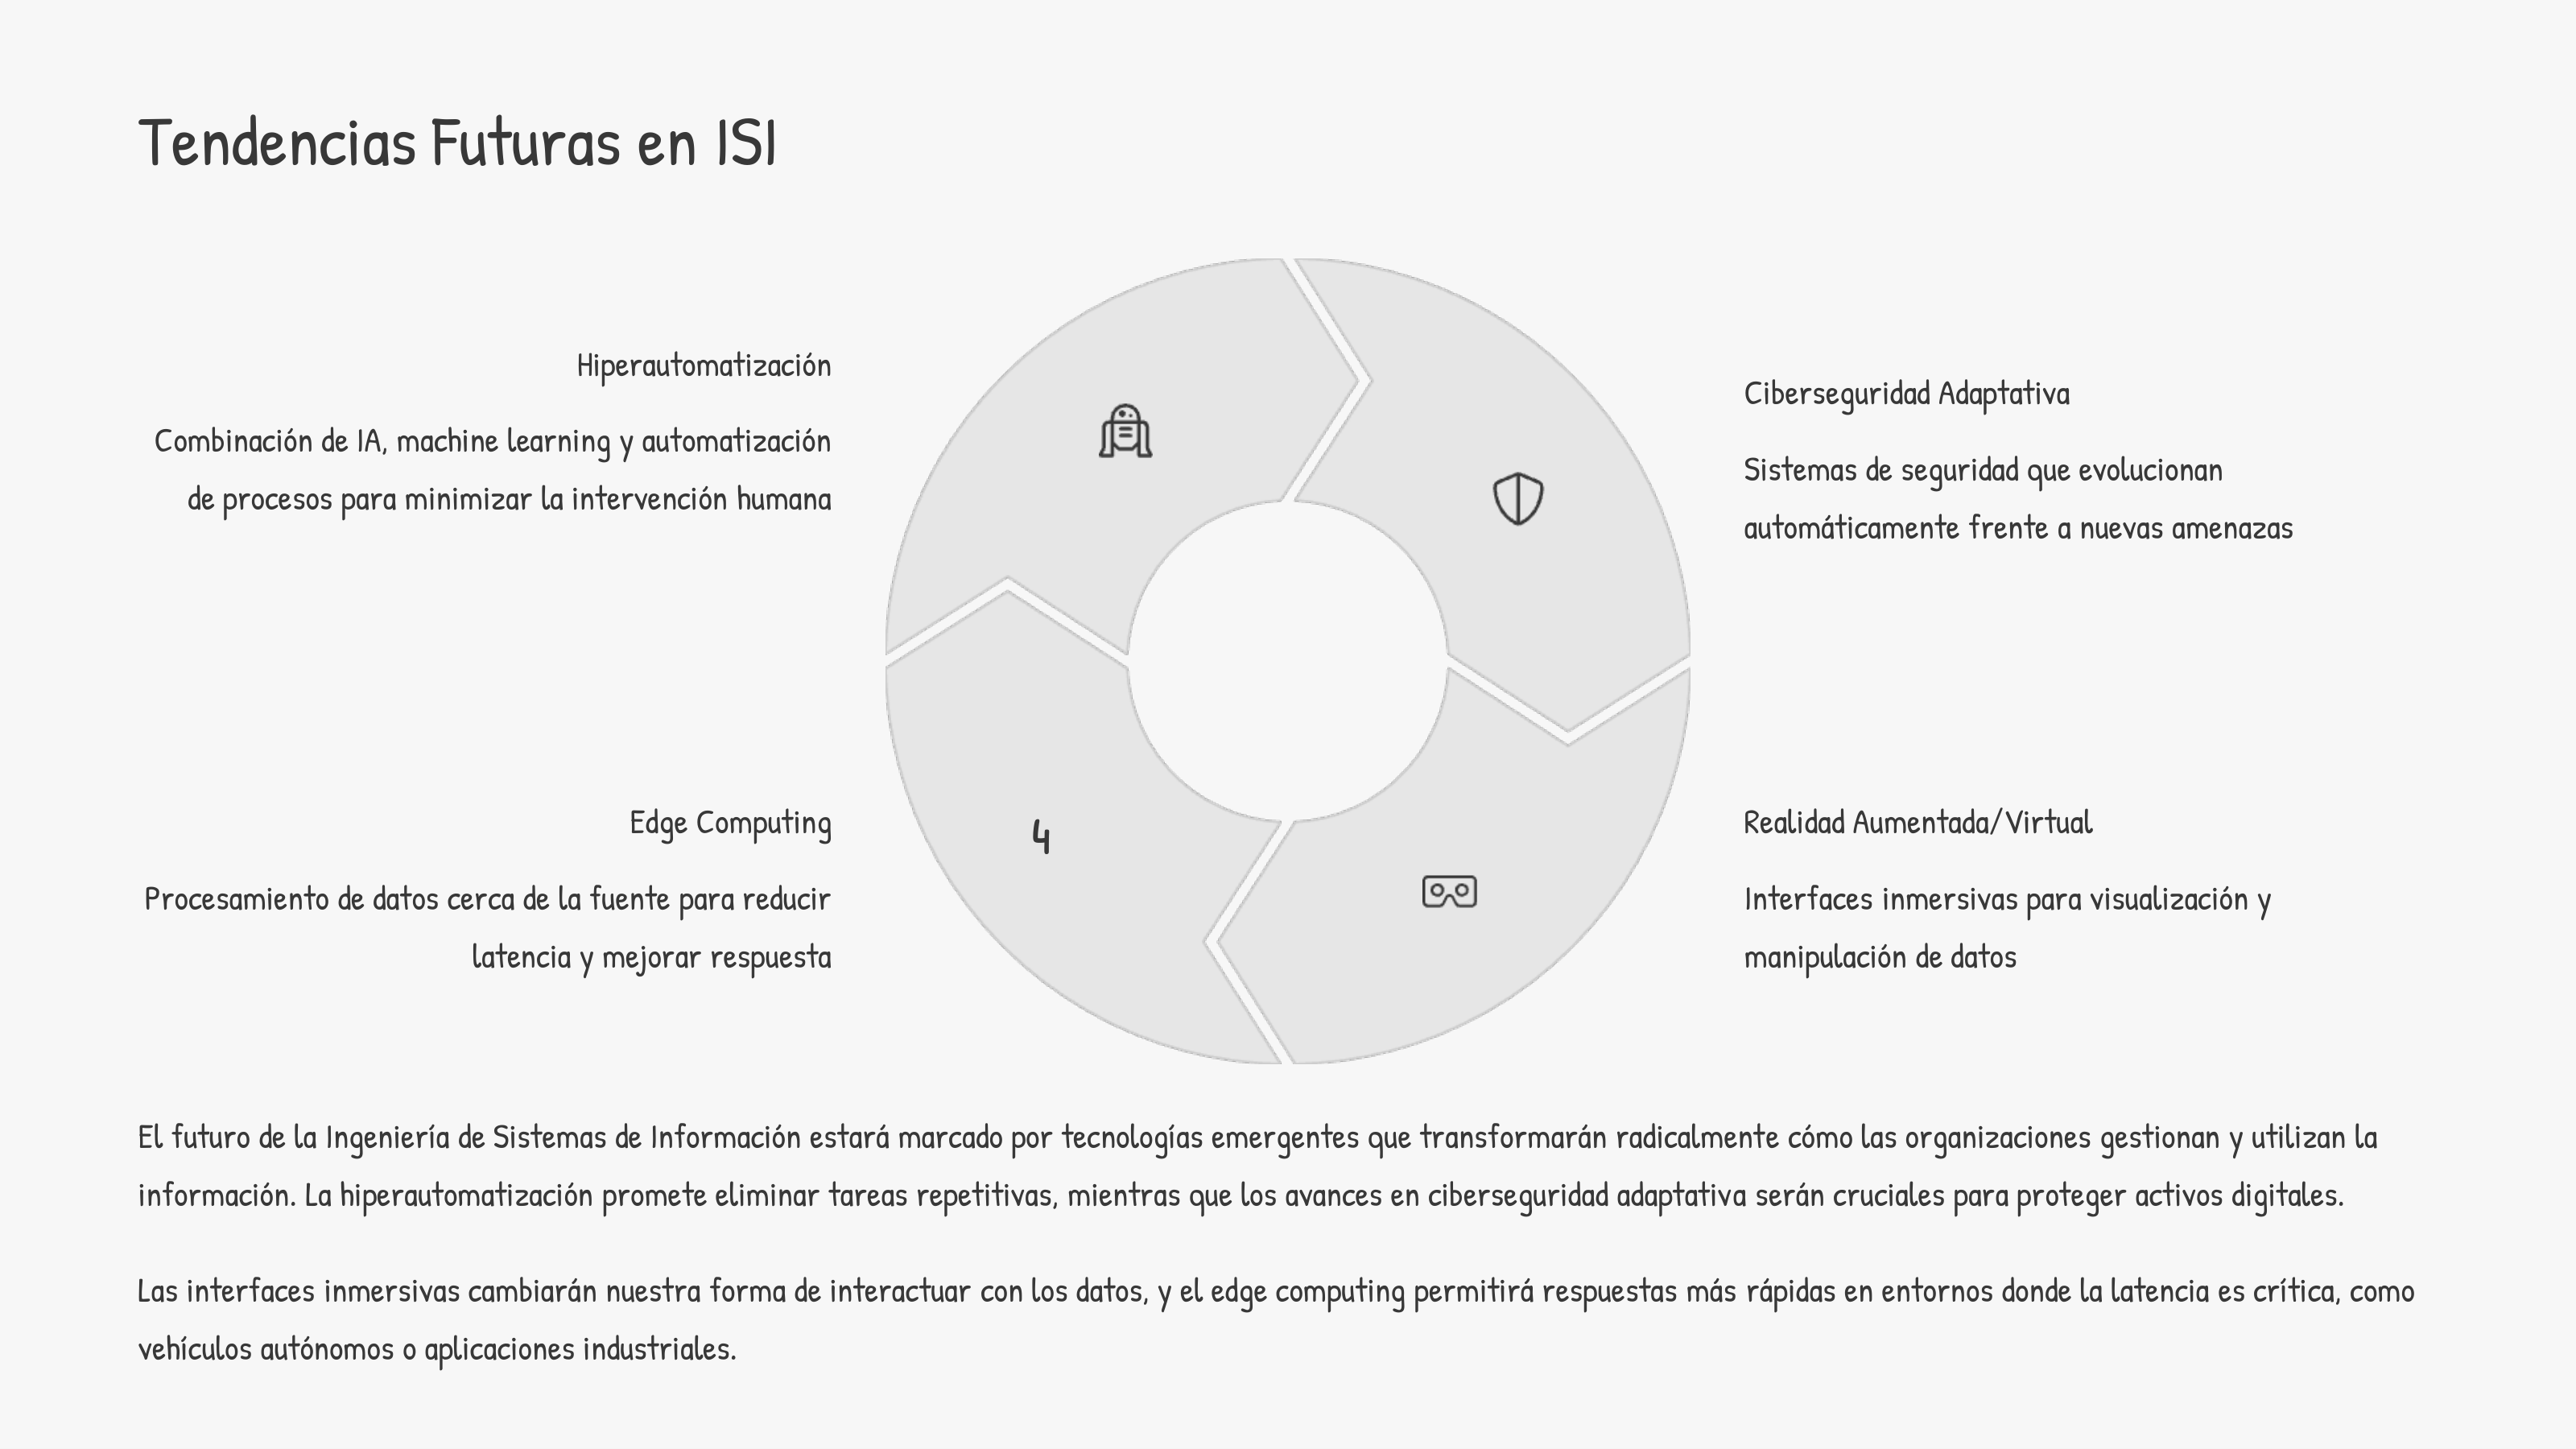 Tendencias Futuras en ISI
Hiperautomatización
Combinación de IA, machine learning y automatización
de procesos para minimizar la intervención humana
Ciberseguridad Adaptativa
Sistemas de seguridad que evolucionan
automáticamente frente a nuevas amenazas
4
Edge Computing
Procesamiento de datos cerca de la fuente para reducir
latencia y mejorar respuesta
Realidad Aumentada/Virtual
Interfaces inmersivas para visualización y
manipulación de datos
El futuro de la Ingeniería de Sistemas de Información estará marcado por tecnologías emergentes que transformarán radicalmente cómo las organizaciones gestionan y utilizan la
información. La hiperautomatización promete eliminar tareas repetitivas, mientras que los avances en ciberseguridad adaptativa serán cruciales para proteger activos digitales.
Las interfaces inmersivas cambiarán nuestra forma de interactuar con los datos, y el edge computing permitirá respuestas más rápidas en entornos donde la latencia es crítica, como
vehículos autónomos o aplicaciones industriales.